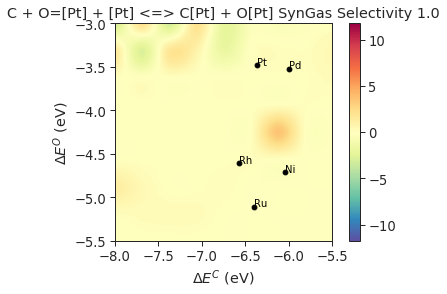 C + O=[Pt] + [Pt] <=> C[Pt] + O[Pt] SynGas Selectivity 1.0
−3.0
−3.5
−4.0
−4.5
−5.0
−5.5
ΔE^O (eV)
Pt
Pd
Rh
Ni
Ru
−8.0 −7.5 −7.0 −6.5 −6.0 −5.5
ΔE^C (eV)
10
5
0
−5
−10